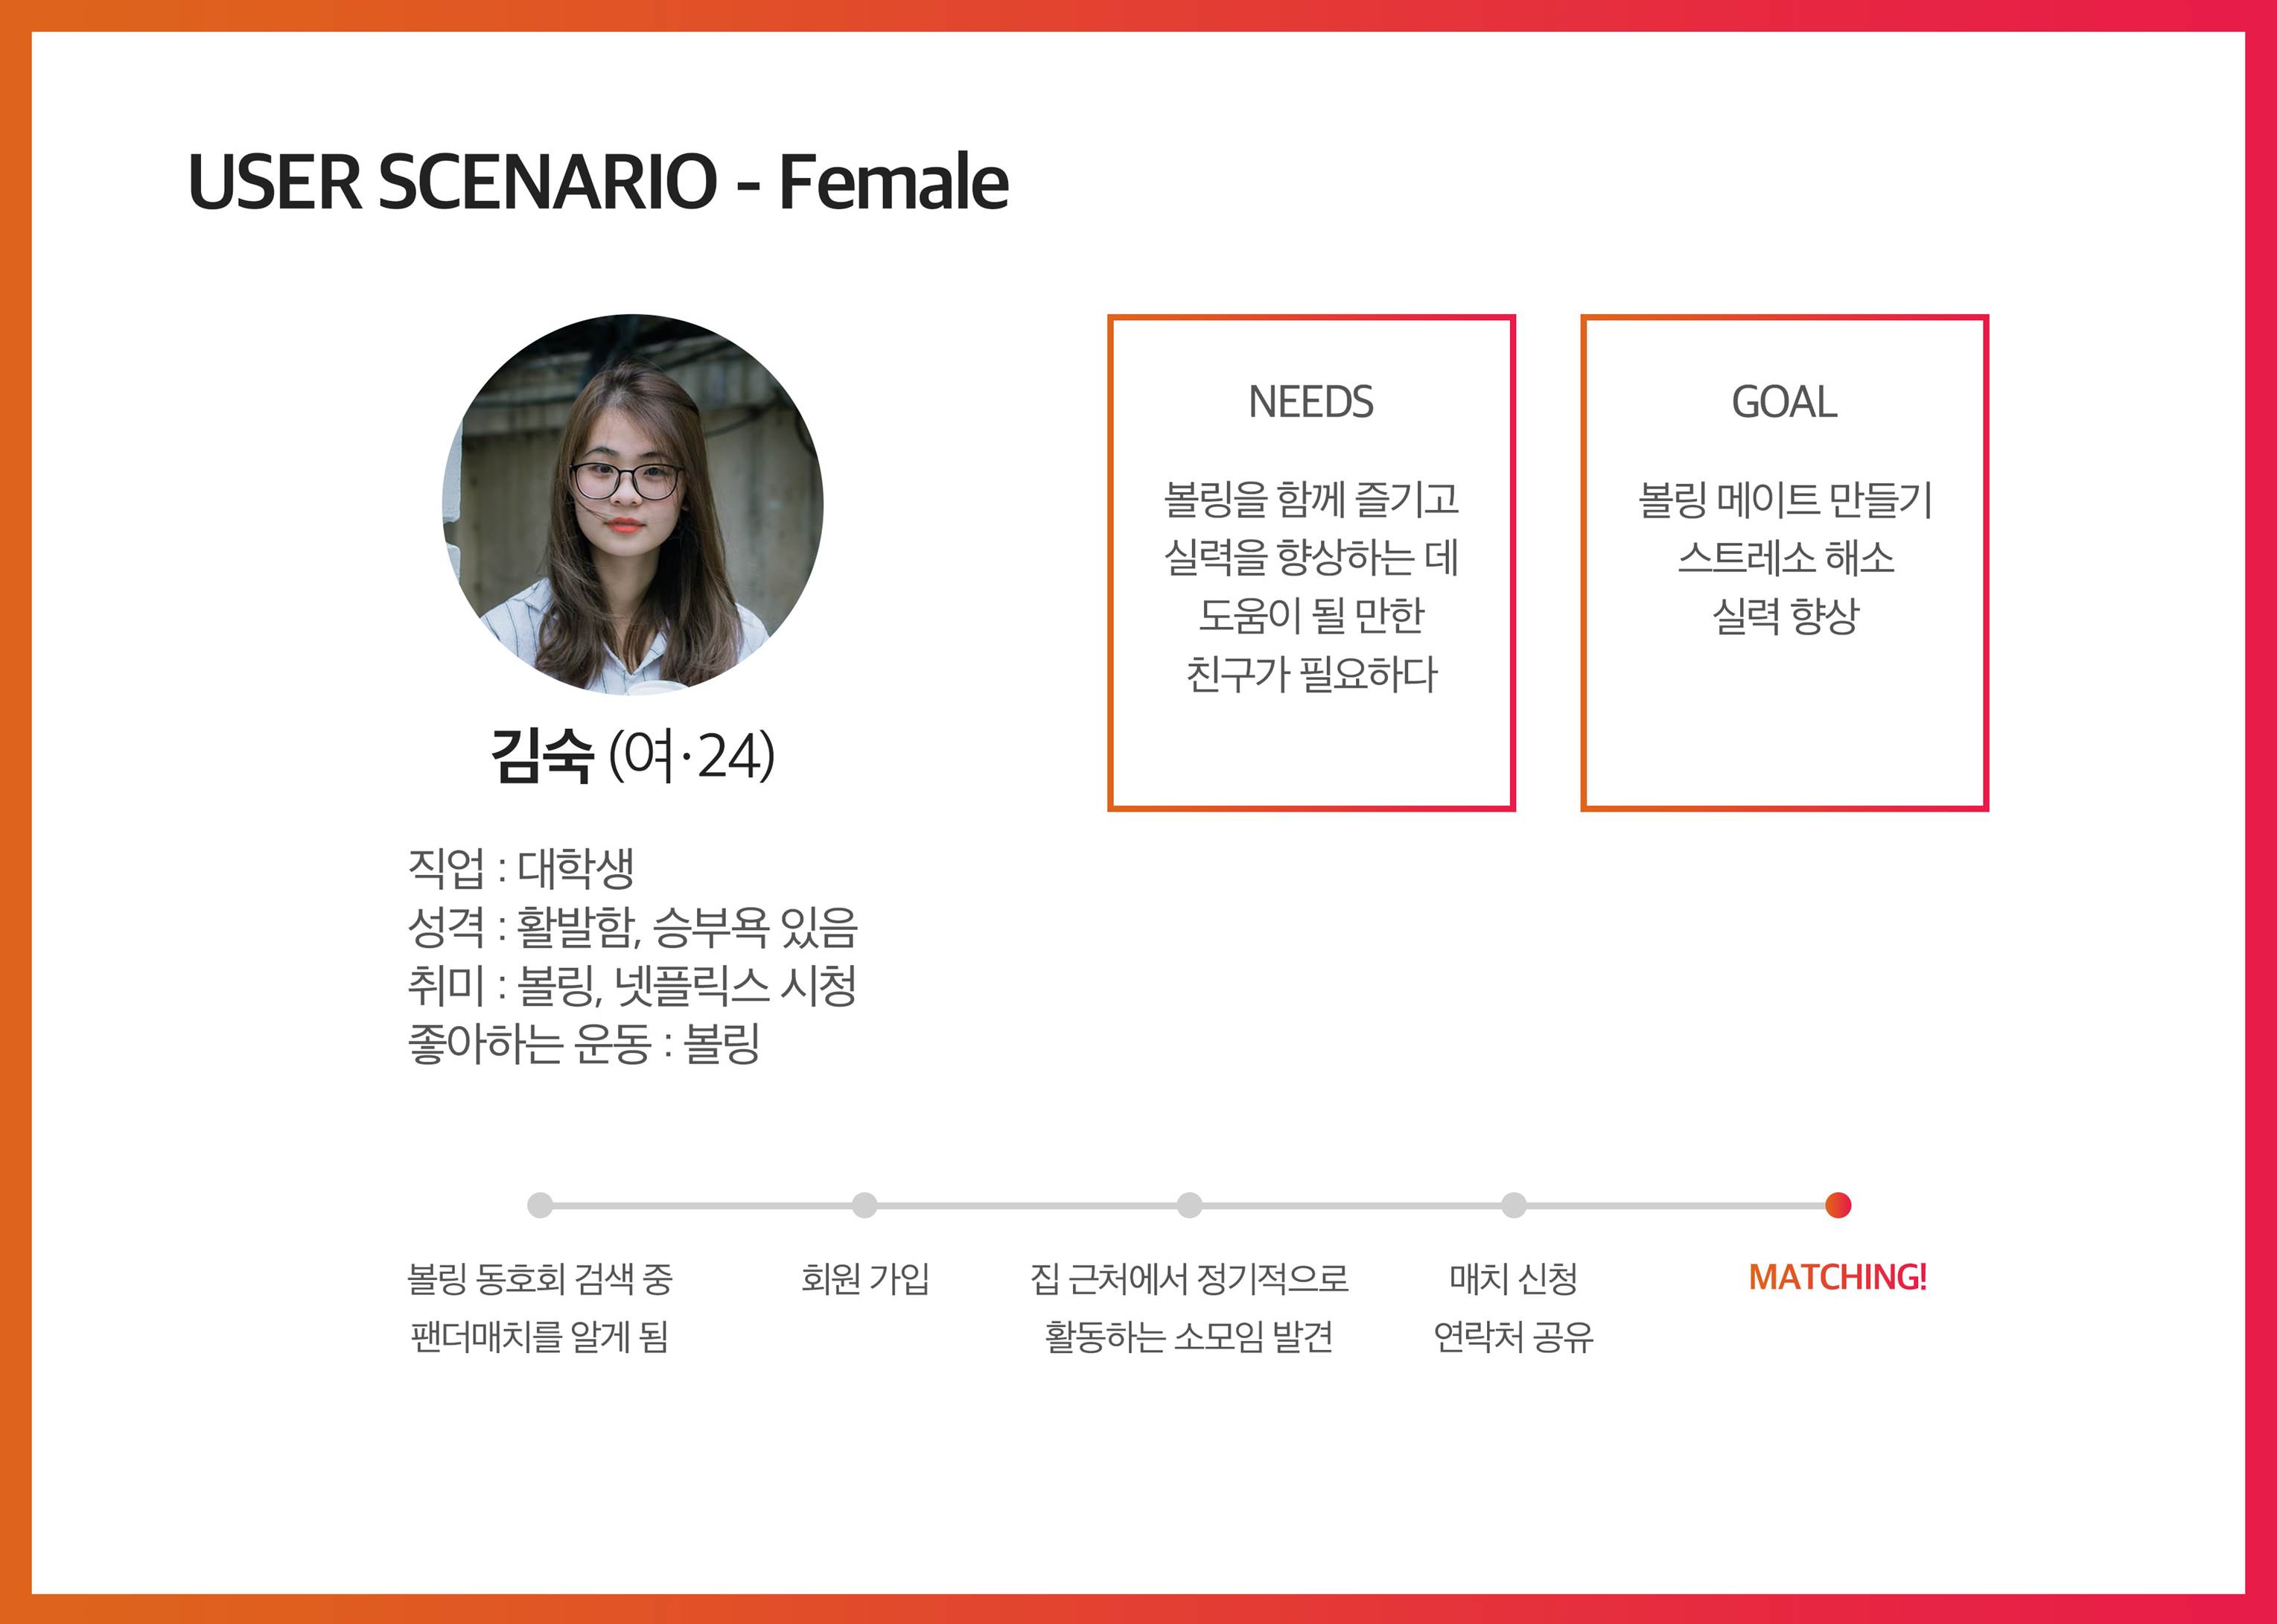 USER SCENARIO - Female
김숙 (여·24)
직업 : 대학생
성격 : 활발함, 승부욕 있음
취미 : 볼링, 넷플릭스 시청
좋아하는 운동 : 볼링
NEEDS
볼링을 함께 즐기고
실력을 향상하는 데
도움이 될 만한
친구가 필요하다
GOAL
볼링 메이트 만들기
스트레소 해소
실력 향상
볼링 동호회 검색 중
팬더매치를 알게 됨
회원 가입
집 근처에서 정기적으로
활동하는 소모임 발견
매치 신청
연락처 공유
MATCHING!